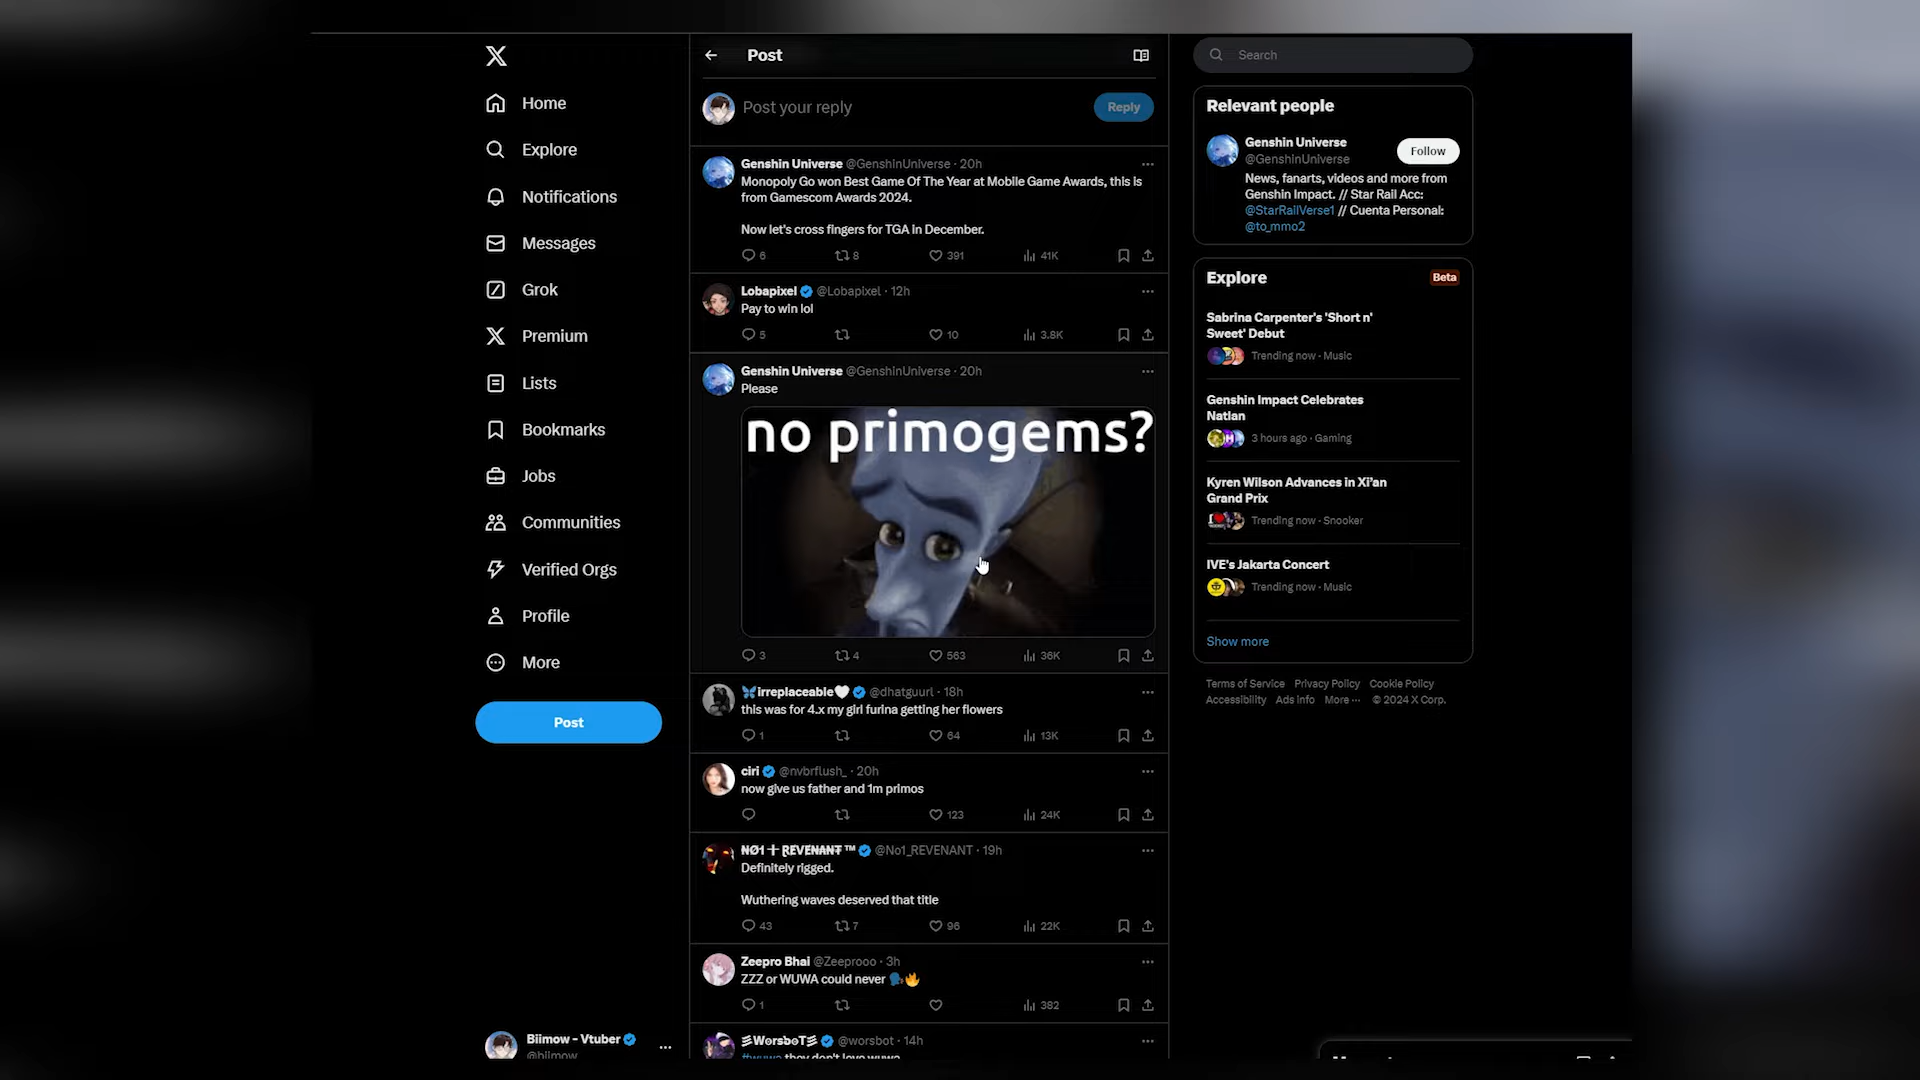 Home
Explore
Notifications
Messages
Grok
Premium
Lists
Bookmarks
Jobs
Communities
Verified Orgs
Profile
More
Post
Biimow - Vtuber
@biimow
Post
Post your reply
Reply
Genshin Universe @GenshinUniverse · 20h
Monopoly Go won Best Game Of The Year at Mobile Game Awards, this is
from Gamescom Awards 2024.
Now let's cross fingers for TGA in December.
6 8 391 41K
Lobapixel @Lobapixel · 12h
Pay to win lol
5 10 3.8K
Genshin Universe @GenshinUniverse · 20h
Please
no primogems?
3 4 563 36K
🦋irreplaceable🤍 @dhatguurl · 18h
this was for 4.x my girl furina getting her flowers
1 64 13K
ciri @nvbrflush_ · 20h
now give us father and 1m primos
123 24K
@No1_REVENANT · 19h
Definitely rigged.
Wuthering waves deserved that title
43 7 96 22K
Zeepro Bhai @Zeeprooo · 3h
ZZZ or WUWA could never 🗣️🔥
1 382
WorsboT @worsbot · 14h
#wuwa they don't love wuwa
Search
Relevant people
Genshin Universe
@GenshinUniverse
Follow
News, fanarts, videos and more from
Genshin Impact. // Star Rail Acc:
@StarRailVerse1 // Cuenta Personal:
@to_mmo2
Explore
Beta
Sabrina Carpenter's 'Short n'
Sweet' Debut
Trending now · Music
Genshin Impact Celebrates
Natlan
3 hours ago · Gaming
Kyren Wilson Advances in Xi'an
Grand Prix
Trending now · Snooker
IVE's Jakarta Concert
Trending now · Music
Show more
Terms of Service Privacy Policy Cookie Policy
Accessibility Ads info More ··· © 2024 X Corp.